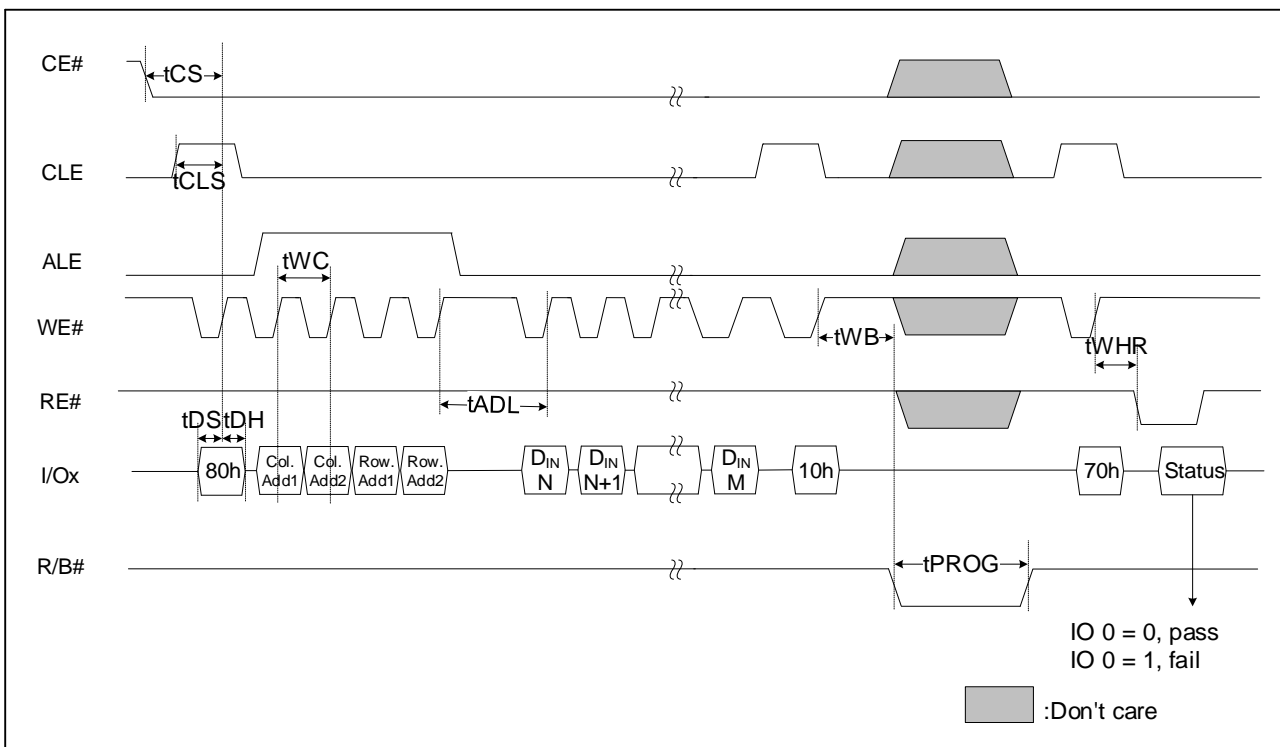 CE#
tCS
CLE
tCLS
ALE
tWC
WE#
tWB
tWHR
RE#
tADL
tDS tDH
I/Ox
80h
Col. Add1
Col. Add2
Row. Add1
Row. Add2
DIN N
DIN N+1
DIN M
10h
70h
Status
R/B#
tPROG
IO 0 = 0, pass
IO 0 = 1, fail
:Don't care